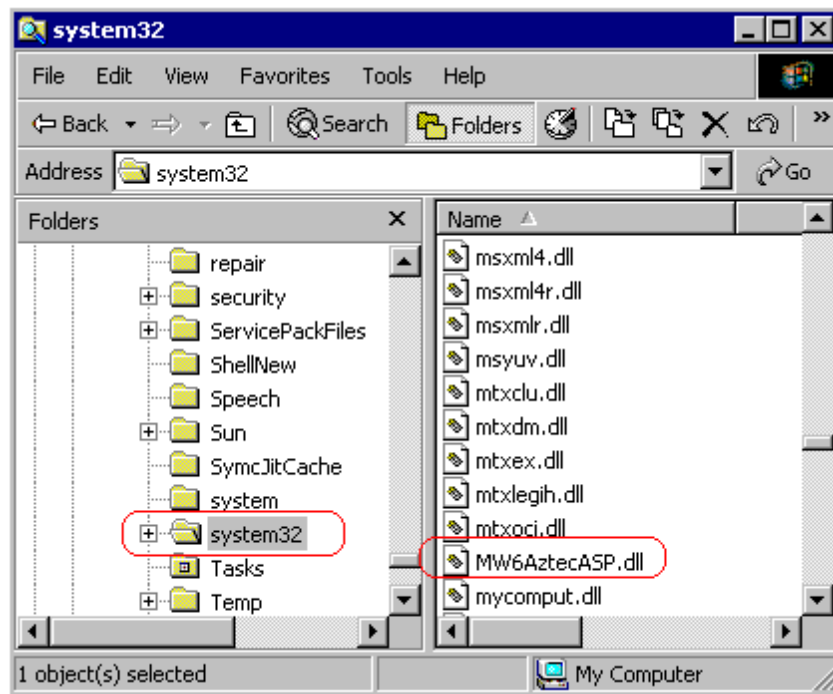 system32
File Edit View Favorites Tools Help
Back Search Folders »
Address system32 Go
Folders
Name
repair
security
ServicePackFiles
ShellNew
Speech
Sun
SymcJitCache
system
system32
Tasks
Temp
msxml4.dll
msxml4r.dll
msxmlr.dll
msyuv.dll
mtxclu.dll
mtxdm.dll
mtxex.dll
mtxlegih.dll
mtxoci.dll
MW6AztecASP.dll
mycomput.dll
1 object(s) selected My Computer